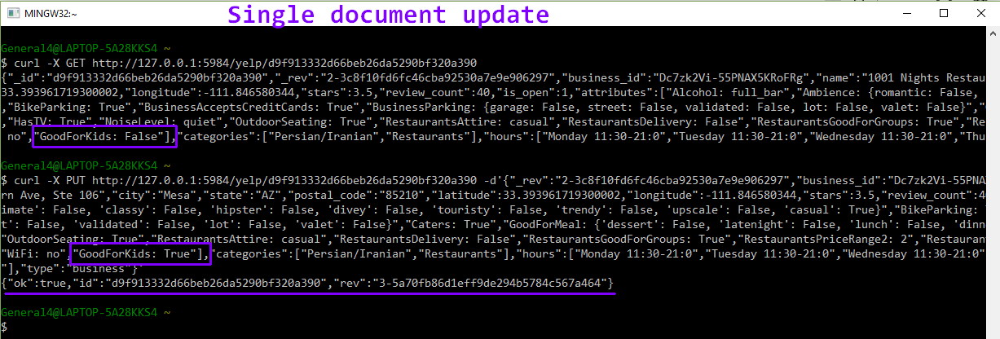 Single document update
MINGW32:~
General4@LAPTOP-5A28KKS4 ~
$ curl -X GET http://127.0.0.1:5984/yelp/d9f913332d66beb26da5290bf320a390
{"_id":"d9f913332d66beb26da5290bf320a390","_rev":"2-3c8f10fd6fc46cba92530a7e9e906297","business_id":"Dc7zk2Vi-55PNAX5KRoFRg","name":"1001 Nights Restau
33.393961719300002,"longitude":-111.846580344,"stars":3.5,"review_count":40,"is_open":1,"attributes":["Alcohol: full_bar","Ambience: {romantic: False,
,"BikeParking: True","BusinessAcceptsCreditCards: True","BusinessParking: {garage: False, street: False, validated: False, lot: False, valet: False}","
,"HasTV: True","NoiseLevel: quiet","OutdoorSeating: True","RestaurantsAttire: casual","RestaurantsDelivery: False","RestaurantsGoodForGroups: True","Re
no","GoodForKids: False"],"categories":["Persian/Iranian","Restaurants"],"hours":["Monday 11:30-21:0","Tuesday 11:30-21:0","Wednesday 11:30-21:0","Thu
General4@LAPTOP-5A28KKS4 ~
$ curl -X PUT http://127.0.0.1:5984/yelp/d9f913332d66beb26da5290bf320a390 -d'{"_rev":"2-3c8f10fd6fc46cba92530a7e9e906297","business_id":"Dc7zk2Vi-55PNA
rn Ave, Ste 106","city":"Mesa","state":"AZ","postal_code":"85210","latitude":33.393961719300002,"longitude":-111.846580344,"stars":3.5,"review_count":4
imate': False, 'classy': False, 'hipster': False, 'divey': False, 'touristy': False, 'trendy': False, 'upscale': False, 'casual': True}","BikeParking:
t': False, 'validated': False, 'lot': False, 'valet': False}","Caters: True","GoodForMeal: {'dessert': False, 'latenight': False, 'lunch': False, 'dinn
"OutdoorSeating: True","RestaurantsAttire: casual","RestaurantsDelivery: False","RestaurantsGoodForGroups: True","RestaurantsPriceRange2: 2","Restauran
"WiFi: no","GoodForKids: True"],"categories":["Persian/Iranian","Restaurants"],"hours":["Monday 11:30-21:0","Tuesday 11:30-21:0","Wednesday 11:30-21:0"
"],"type":"business"}'
{"ok":true,"id":"d9f913332d66beb26da5290bf320a390","rev":"3-5a70fb86d1eff9de294b5784c567a464"}
General4@LAPTOP-5A28KKS4 ~
$